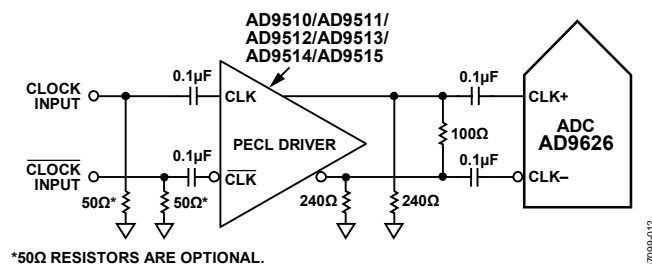 AD9510/AD9511/
AD9512/AD9513/
AD9514/AD9515
CLOCK
INPUT
0.1µF
CLK
PECL DRIVER
0.1µF
CLK+
ADC
AD9626
100Ω
CLOCK
INPUT
0.1µF
CLK
0.1µF
CLK–
50Ω*
50Ω*
240Ω
240Ω
*50Ω RESISTORS ARE OPTIONAL.